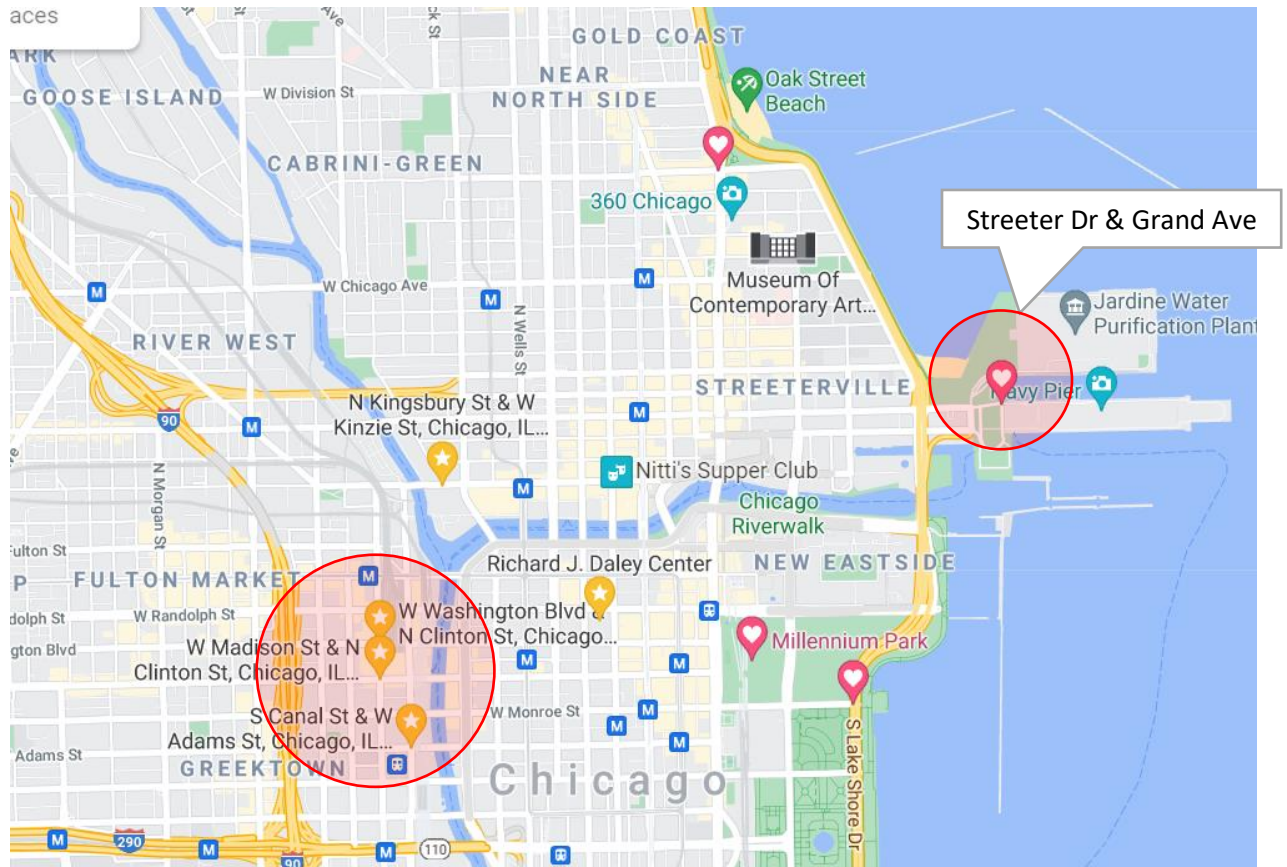 aces
GOLD COAST
ARK
Ave
ck St
NEAR
NORTH SIDE
Oak Street
Beach
GOOSE ISLAND
W Division St
CABRINI-GREEN
360 Chicago
Streeter Dr & Grand Ave
Museum Of
Contemporary Art...
W Chicago Ave
M
M
M
N Wells St
Jardine Water
Purification Plant
RIVER WEST
STREETERVILLE
Navy Pier
N Kingsbury St & W
Kinzie St, Chicago, IL...
90
M
M
N Morgan St
Nitti's Supper Club
M
Chicago
Riverwalk
Fulton St
Richard J. Daley Center
NEW EASTSIDE
P
FULTON MARKET
M
dolph St
W Randolph St
W Washington Blvd &
N Clinton St, Chicago...
gton Blvd
W Madison St & N
Clinton St, Chicago, IL...
Millennium Park
M
M
S Canal St & W
Adams St, Chicago, IL...
W Monroe St
M
M
M
S Lake Shore Dr
Adams St
GREEKTOWN
Chicago
M
290
M
90
M
110
M